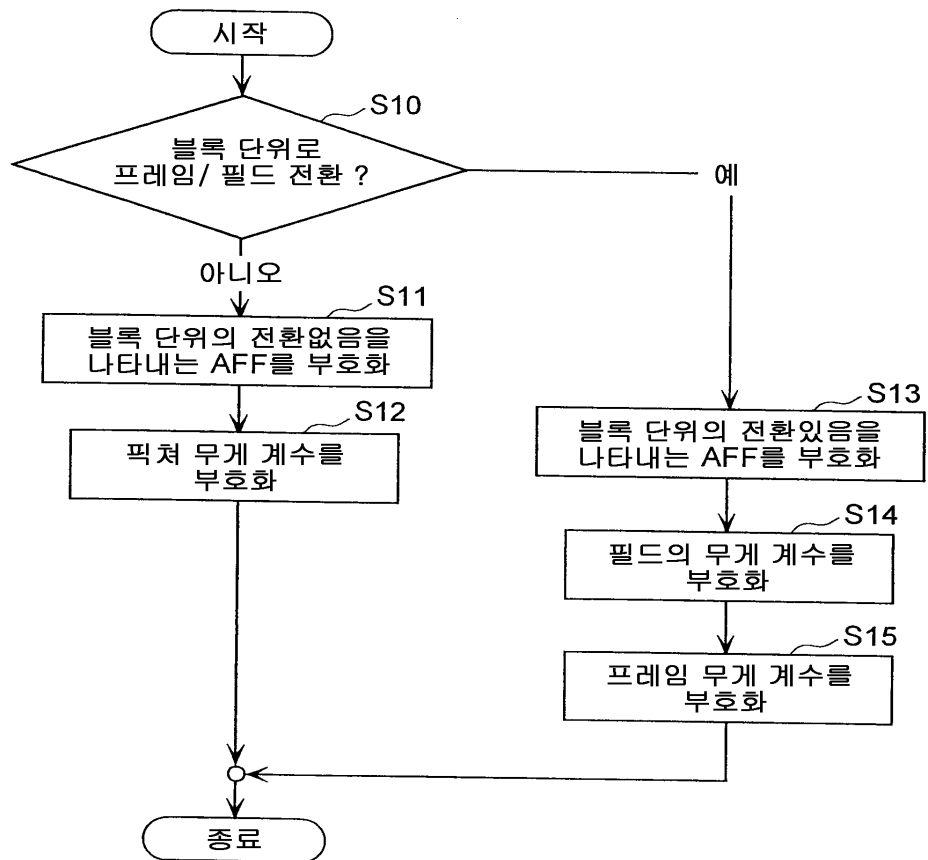 시작
S10
블록 단위로
프레임/ 필드 전환 ?
예
아니오
S11
블록 단위의 전환없음을
나타내는 AFF를 부호화
S12
픽쳐 무게 계수를
부호화
S13
블록 단위의 전환있음을
나타내는 AFF를 부호화
S14
필드의 무게 계수를
부호화
S15
프레임 무게 계수를
부호화
종료